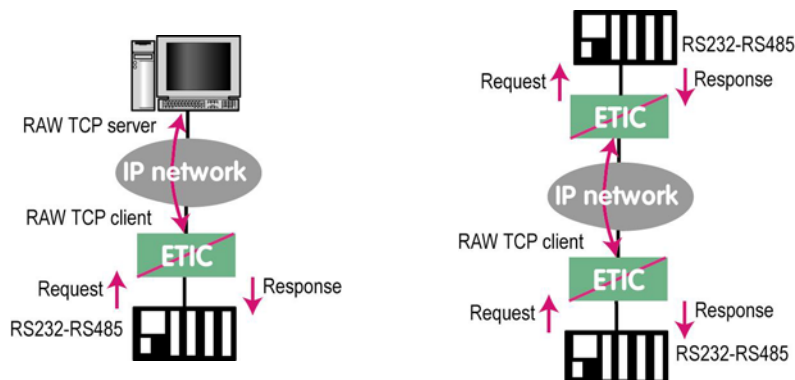 RAW TCP server
IP network
RAW TCP client
ETIC
Request
Response
RS232-RS485
RS232-RS485
Request
Response
ETIC
IP network
RAW TCP client
ETIC
Request
Response
RS232-RS485